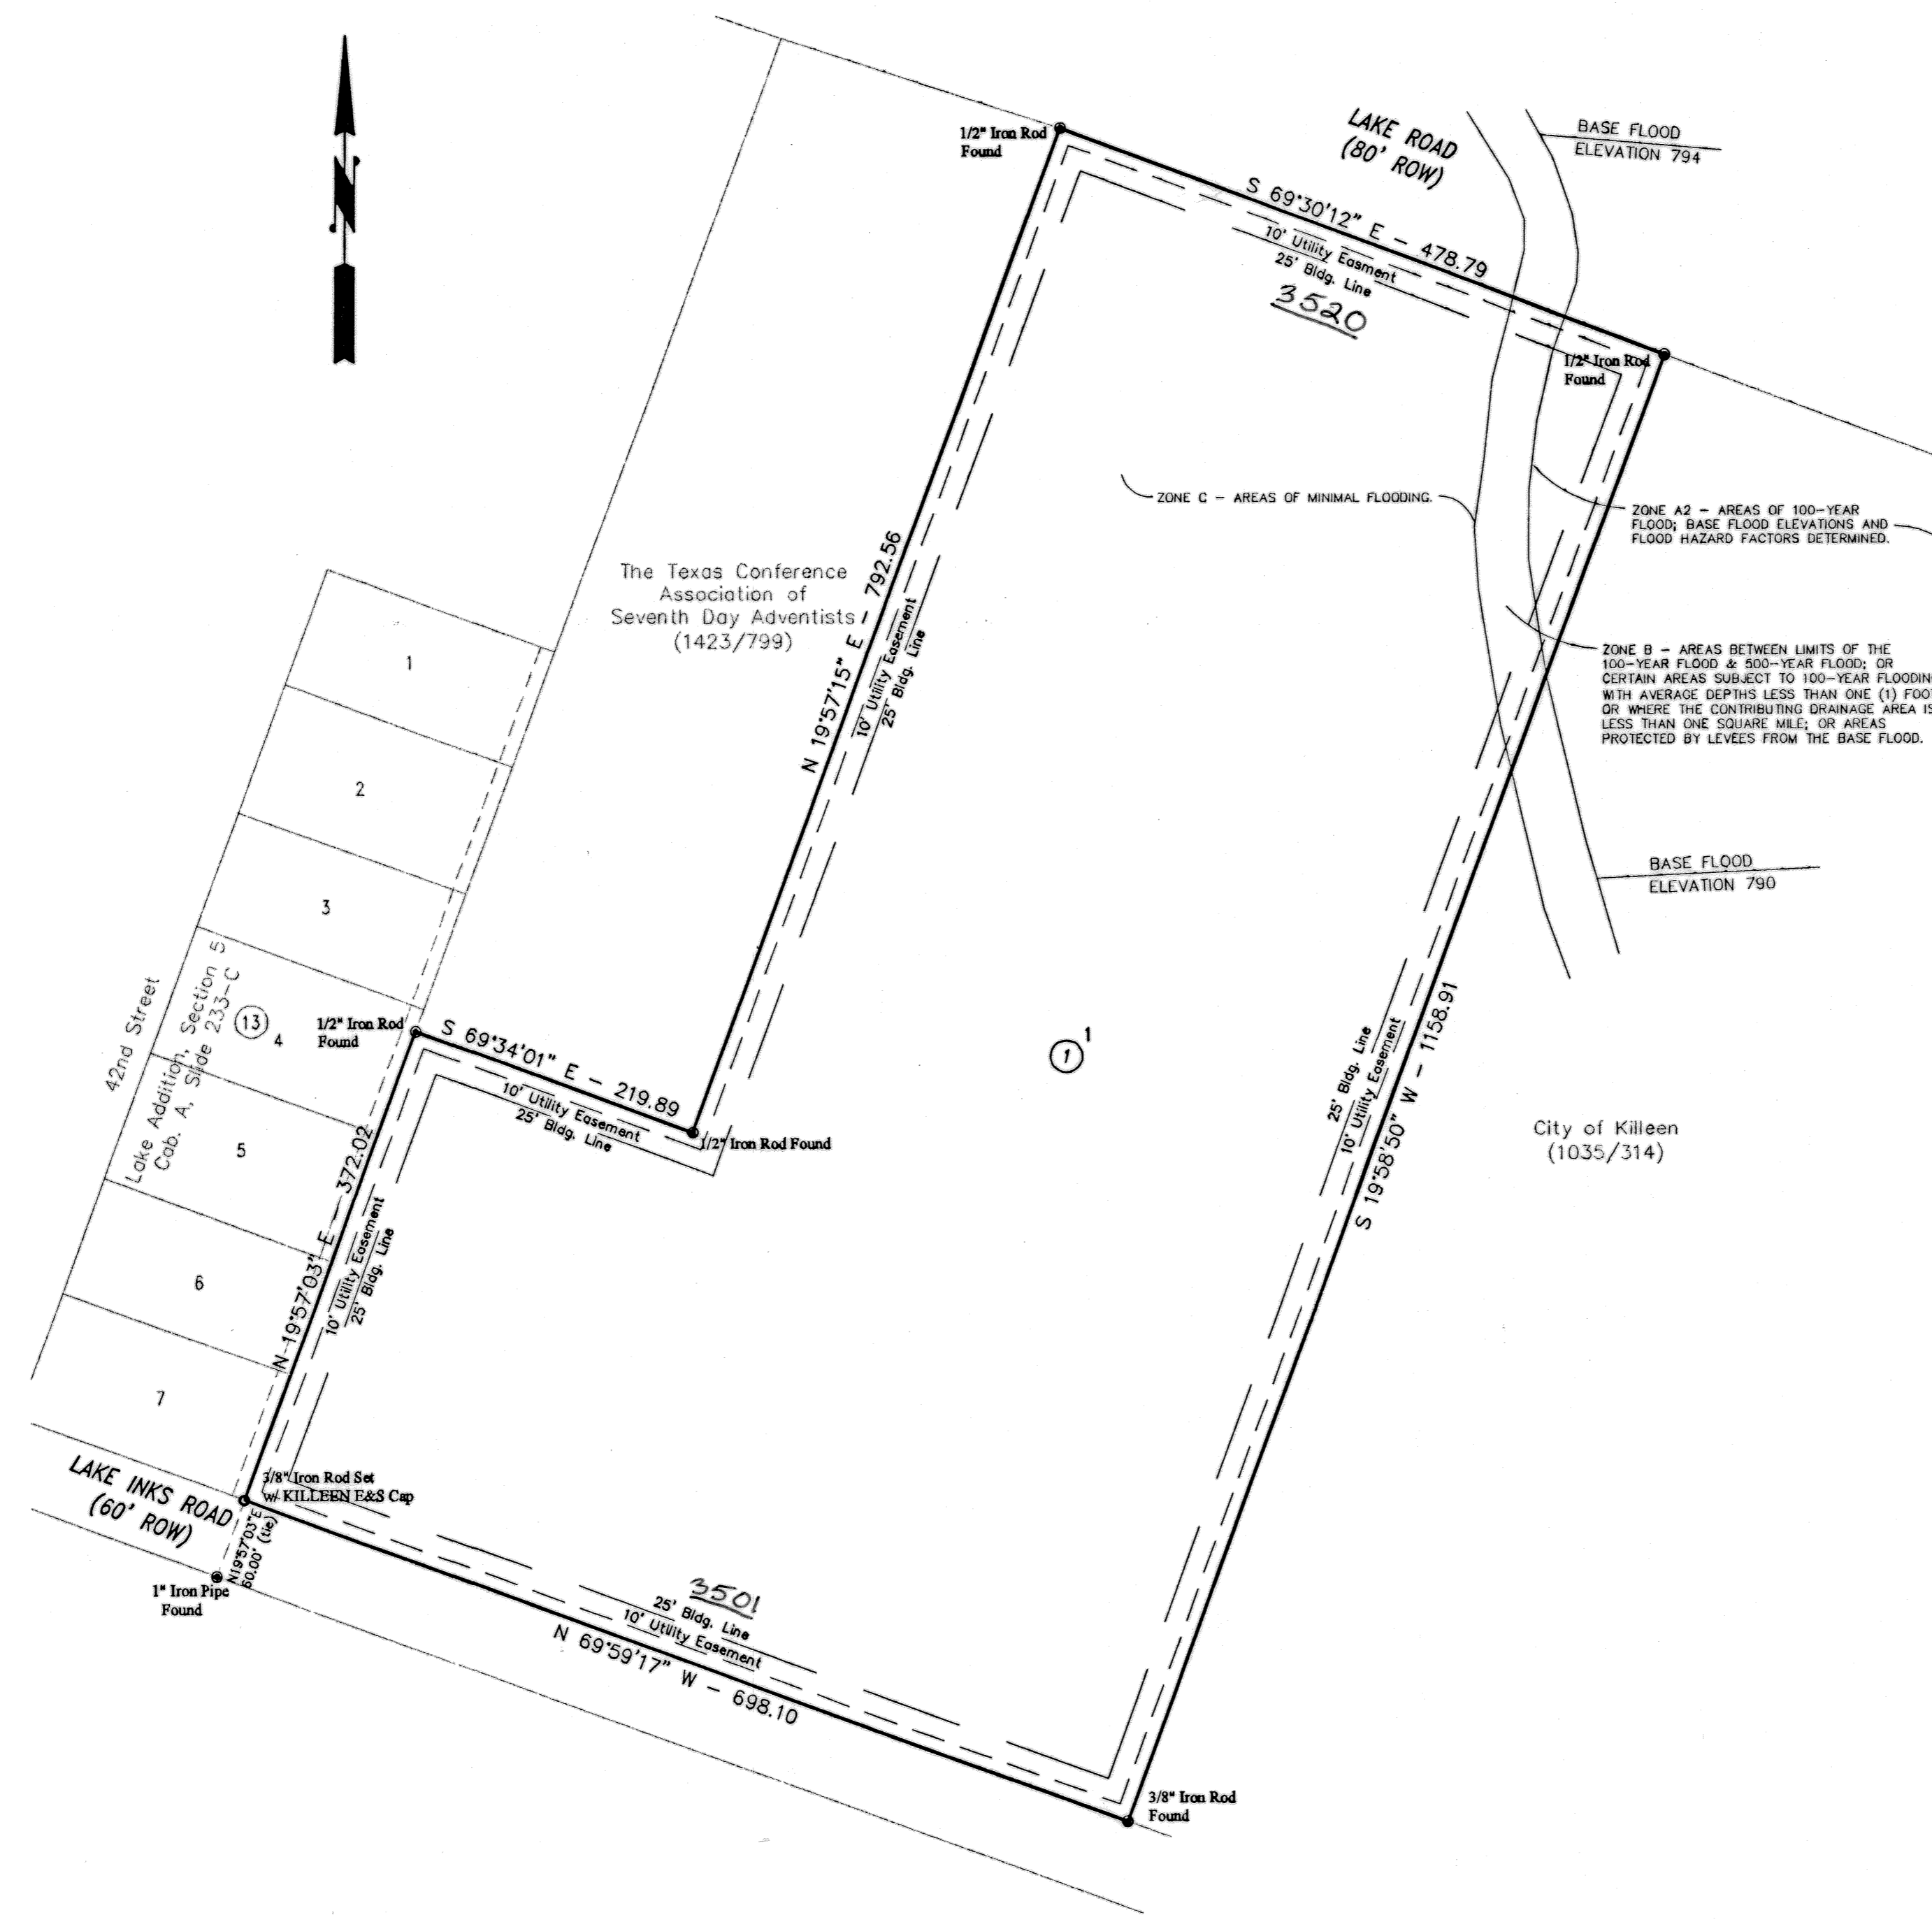 N
1/2" Iron Rod
Found
LAKE ROAD
(80' ROW)
BASE FLOOD
ELEVATION 794
S 69°30'12" E - 478.79
10' Utility Easment
25' Bldg. Line
3520
1/2" Iron Rod
Found
ZONE C - AREAS OF MINIMAL FLOODING.
ZONE A2 - AREAS OF 100-YEAR
FLOOD; BASE FLOOD ELEVATIONS AND
FLOOD HAZARD FACTORS DETERMINED.
The Texas Conference
Association of
Seventh Day Adventists
(1423/799)
N 19°57'15" E - 792.56
10' Utility Easement
25' Bldg. Line
ZONE B - AREAS BETWEEN LIMITS OF THE
100-YEAR FLOOD & 500-YEAR FLOOD; OR
CERTAIN AREAS SUBJECT TO 100-YEAR FLOODIN
WITH AVERAGE DEPTHS LESS THAN ONE (1) FOO
OR WHERE THE CONTRIBUTING DRAINAGE AREA IS
LESS THAN ONE SQUARE MILE; OR AREAS
PROTECTED BY LEVEES FROM THE BASE FLOOD.
BASE FLOOD
ELEVATION 790
1
2
3
4
5
6
7
13
42nd Street
Lake Addition, Section 5
Cab. A, Slide 233-C
1/2" Iron Rod
Found
S 69°34'01" E - 219.89
10' Utility Easement
25' Bldg. Line
1/2" Iron Rod Found
1
1
25' Bldg. Line
10' Utility Easement
S 19°58'50" W - 1158.91
City of Killeen
(1035/314)
N 19°57'03" E - 372.02
10' Utility Easement
25' Bldg. Line
3/8" Iron Rod Set
w/ KILLEEN E&S Cap
LAKE INKS ROAD
(60' ROW)
N19°57'03"E
60.00' (tie)
1" Iron Pipe
Found
3501
25' Bldg. Line
10' Utility Easement
N 69°59'17" W - 698.10
3/8" Iron Rod
Found